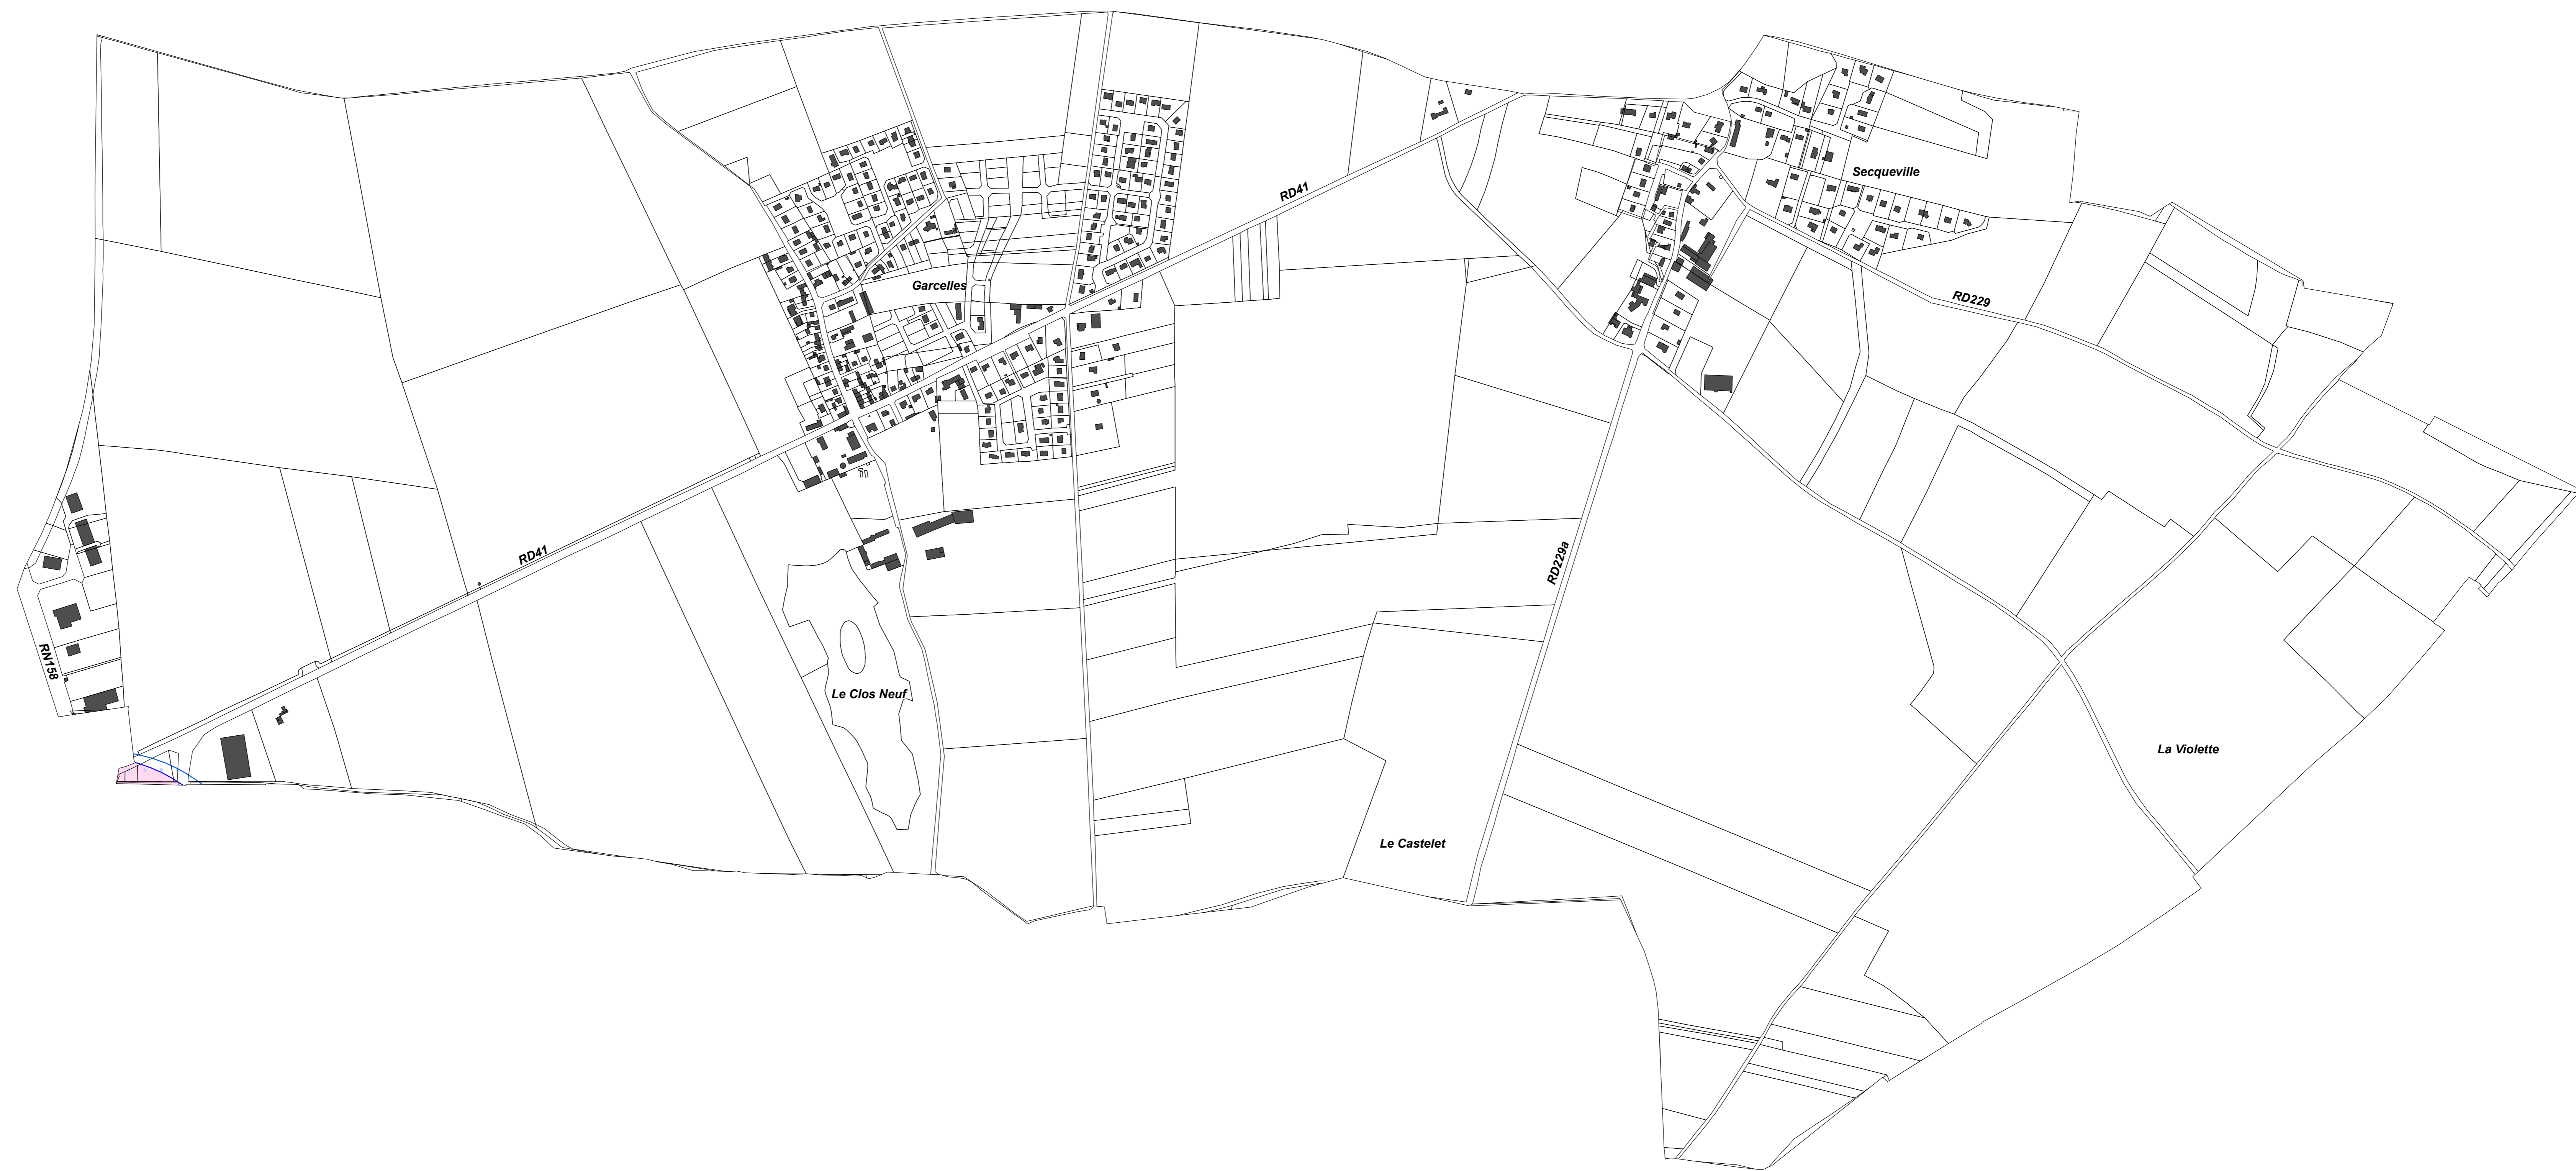 Secqueville
RD41
Garcelles
RD229
RD41
RD229a
RN158
Le Clos Neuf
La Violette
Le Castelet